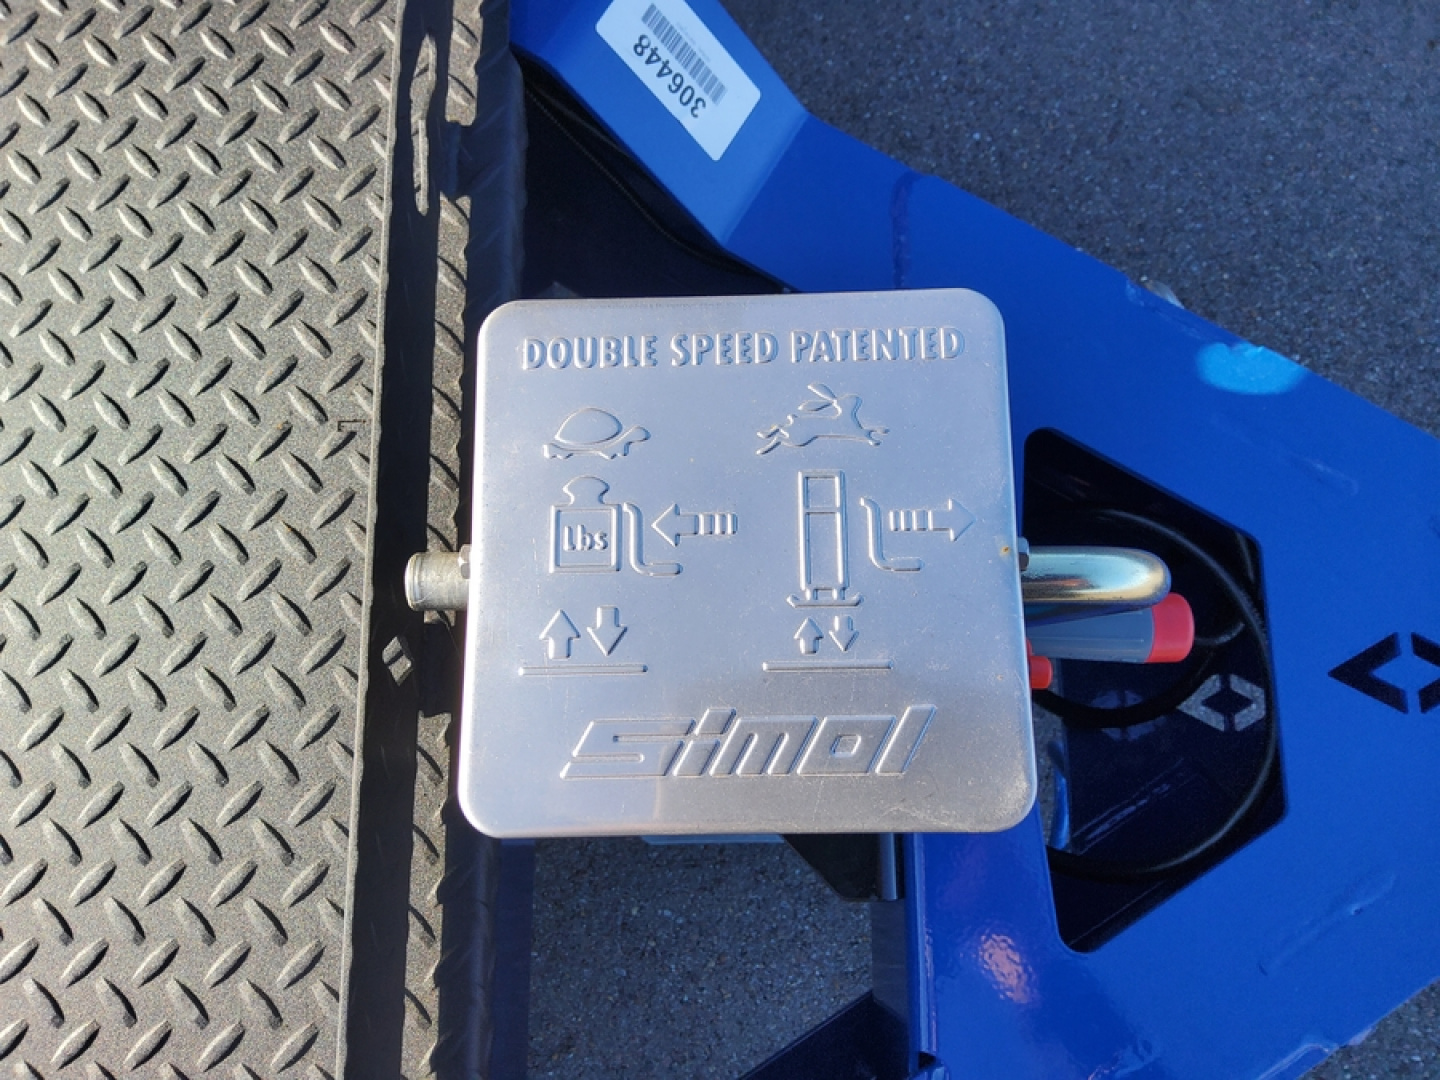 306448
DOUBLE SPEED PATENTED
Lbs
simol